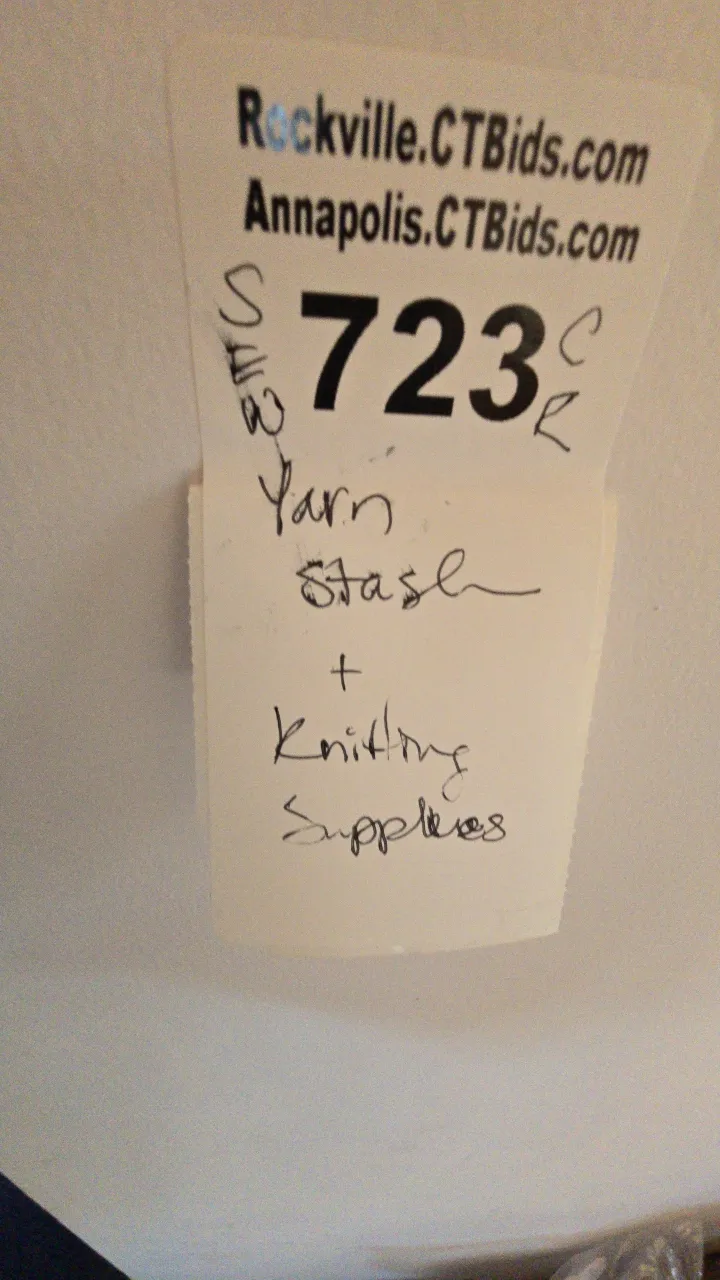 Rockville.CTBids.com
Annapolis.CTBids.com
723
C
R
Yarn
Stash
+
Knitting
Supplies